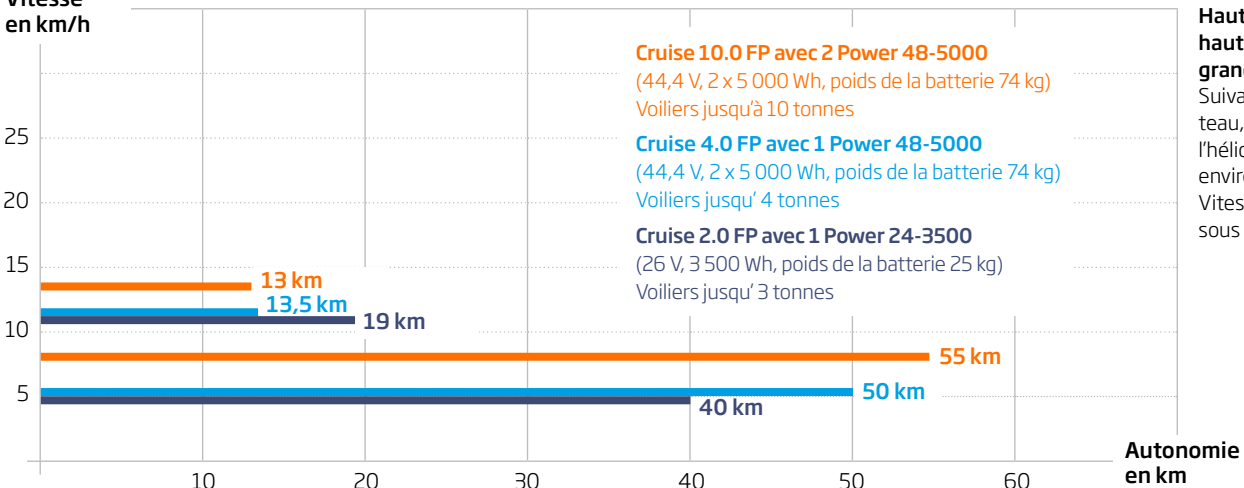 Vitesse
en km/h
Cruise 10.0 FP avec 2 Power 48-5000
(44,4 V, 2 x 5 000 Wh, poids de la batterie 74 kg)
Voiliers jusqu'à 10 tonnes
Cruise 4.0 FP avec 1 Power 48-5000
(44,4 V, 2 x 5 000 Wh, poids de la batterie 74 kg)
Voiliers jusqu' 4 tonnes
Cruise 2.0 FP avec 1 Power 24-3500
(26 V, 3 500 Wh, poids de la batterie 25 kg)
Voiliers jusqu' 3 tonnes
25
20
15
10
5
13 km
13,5 km
19 km
55 km
50 km
40 km
10
20
30
40
50
60
Autonomie
en km
teau,
sous